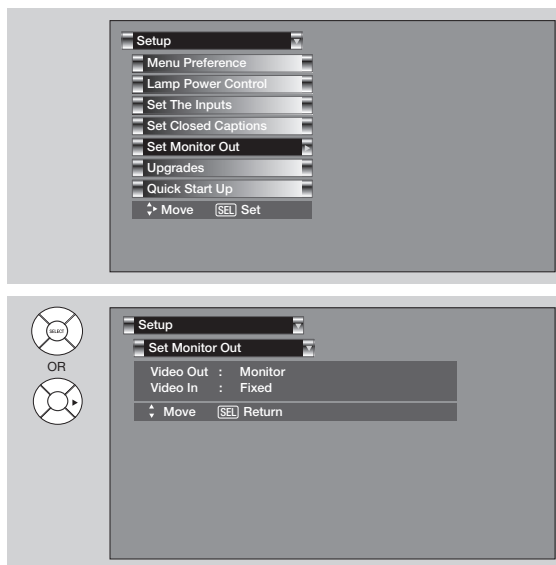 Setup
Menu Preference
Lamp Power Control
Set The Inputs
Set Closed Captions
Set Monitor Out
Upgrades
Quick Start Up
Move SEL Set
SELECT
OR
Setup
Set Monitor Out
Video Out : Monitor
Video In : Fixed
Move SEL Return